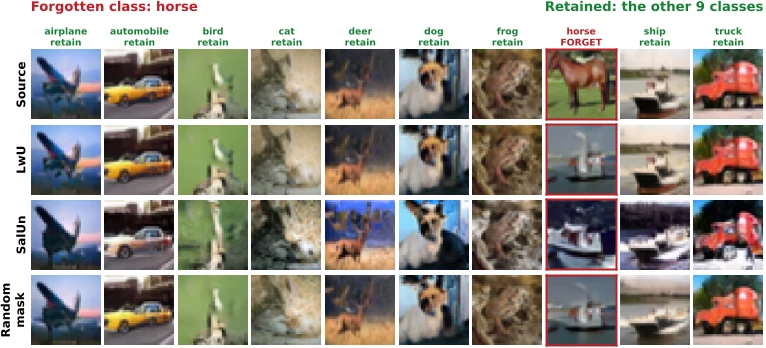 Forgotten class: horse
Retained: the other 9 classes
airplane
retain
automobile
retain
bird
retain
cat
retain
deer
retain
dog
retain
frog
retain
horse
FORGET
ship
retain
truck
retain
Source
LwU
SalUn
Random
mask